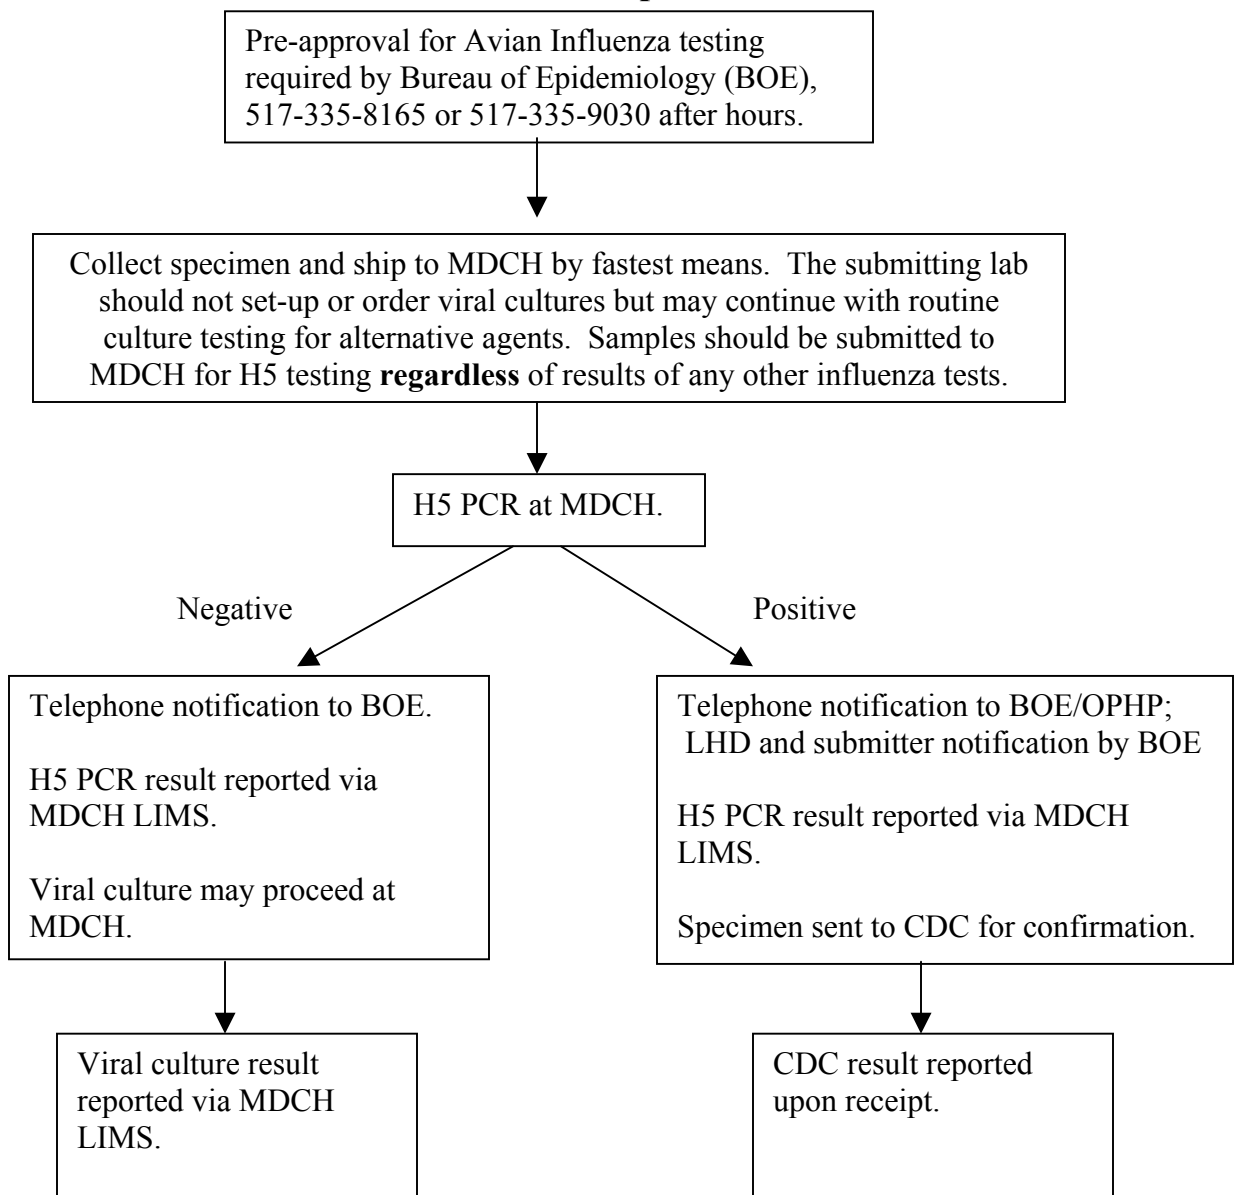 Pre-approval for Avian Influenza testing
required by Bureau of Epidemiology (BOE),
517-335-8165 or 517-335-9030 after hours.
Collect specimen and ship to MDCH by fastest means.  The submitting lab
should not set-up or order viral cultures but may continue with routine
culture testing for alternative agents.  Samples should be submitted to
MDCH for H5 testing regardless of results of any other influenza tests.
H5 PCR at MDCH.
Negative
Positive
Telephone notification to BOE.
H5 PCR result reported via
MDCH LIMS.
Viral culture may proceed at
MDCH.
Telephone notification to BOE/OPHP;
LHD and submitter notification by BOE
H5 PCR result reported via MDCH
LIMS.
Specimen sent to CDC for confirmation.
Viral culture result
reported via MDCH
LIMS.
CDC result reported
upon receipt.